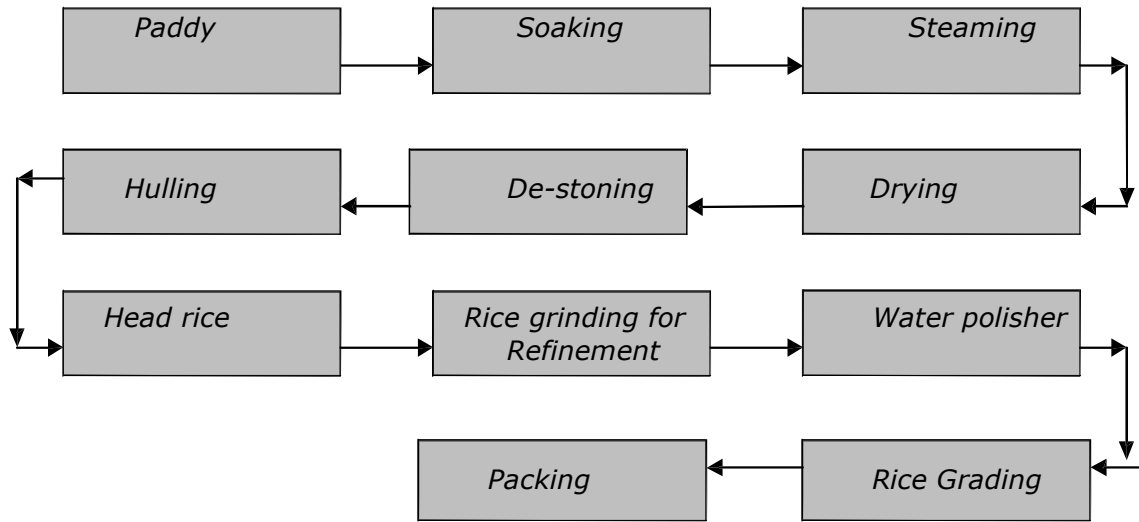 Paddy
Soaking
Steaming
Hulling
De-stoning
Drying
Head rice
Rice grinding for
Refinement
Water polisher
Packing
Rice Grading